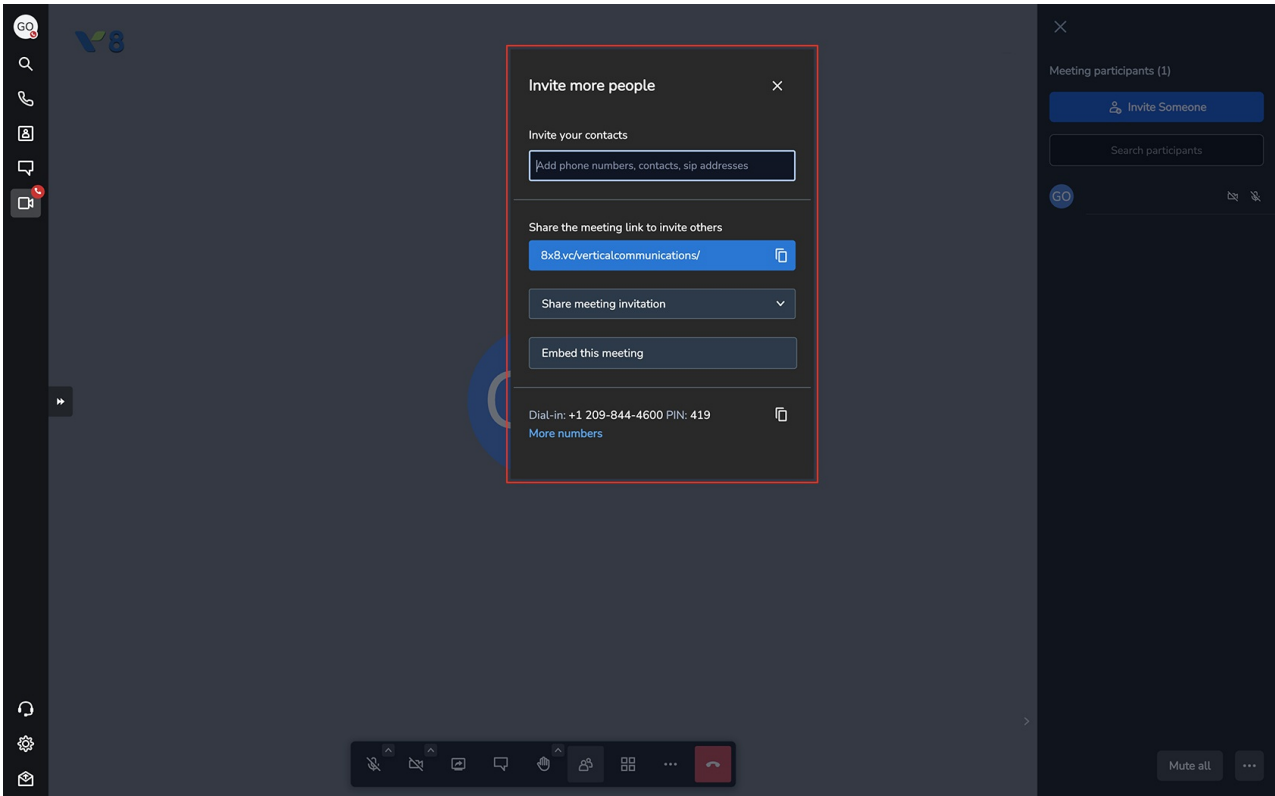 GO
8
Invite more people
Invite your contacts
Add phone numbers, contacts, sip addresses
Share the meeting link to invite others
8x8.vc/verticalcommunications/
Share meeting invitation
Embed this meeting
Dial-in: +1 209-844-4600 PIN: 419
More numbers
Meeting participants (1)
Invite Someone
Search participants
GO
Mute all